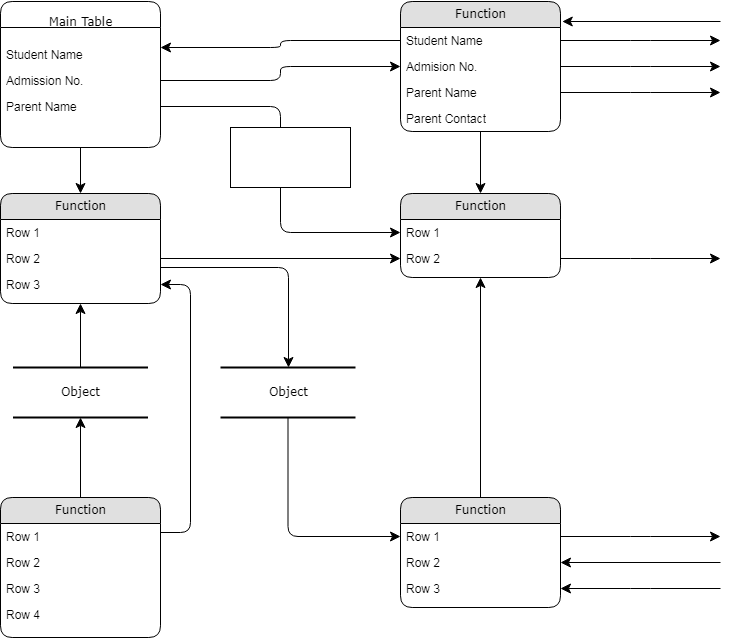 Main Table
Student Name
Admission No.
Parent Name
Function
Student Name
Admision No.
Parent Name
Parent Contact
Function
Row 1
Row 2
Row 3
Function
Row 1
Row 2
Object
Object
Function
Row 1
Row 2
Row 3
Row 4
Function
Row 1
Row 2
Row 3